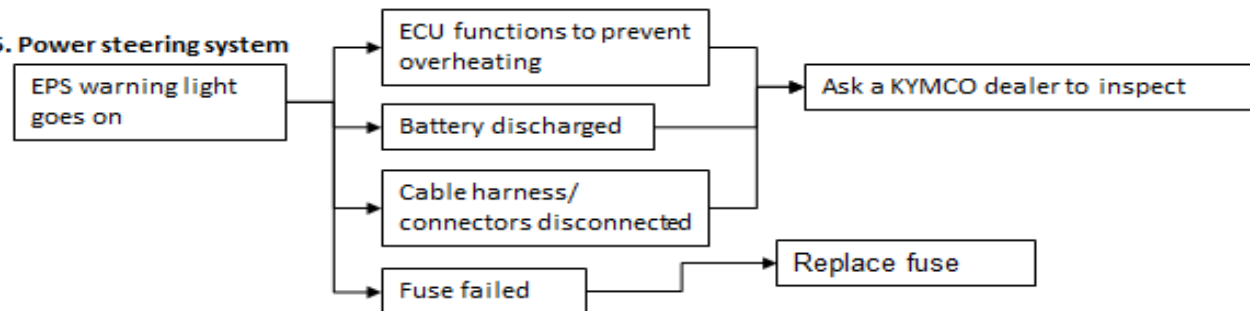 . Power steering system
EPS warning light
goes on
ECU functions to prevent
overheating
Battery discharged
Cable harness/
connectors disconnected
Fuse failed
Ask a KYMCO dealer to inspect
Replace fuse